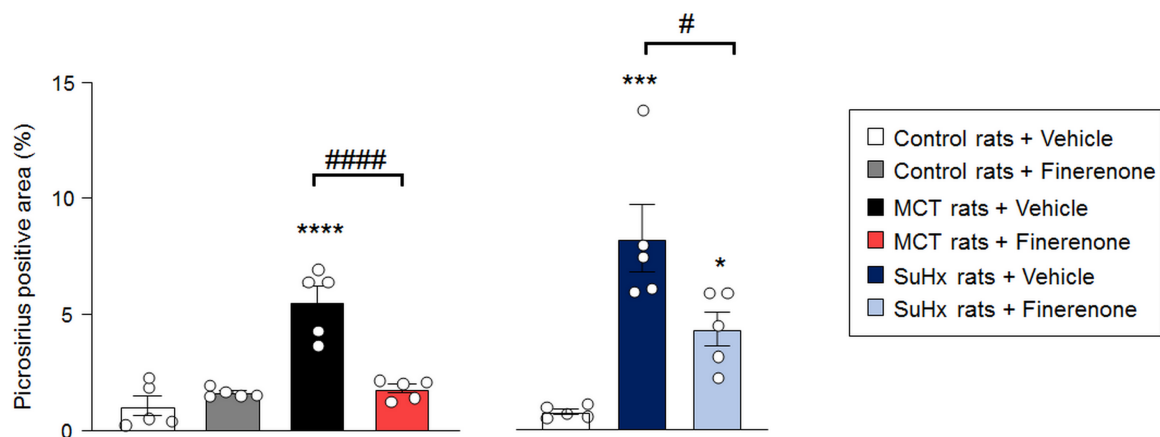 #
15
***
Picrosirius positive area (%)
####
10
****
*
5
0
Control rats + Vehicle
Control rats + Finerenone
MCT rats + Vehicle
MCT rats + Finerenone
SuHx rats + Vehicle
SuHx rats + Finerenone